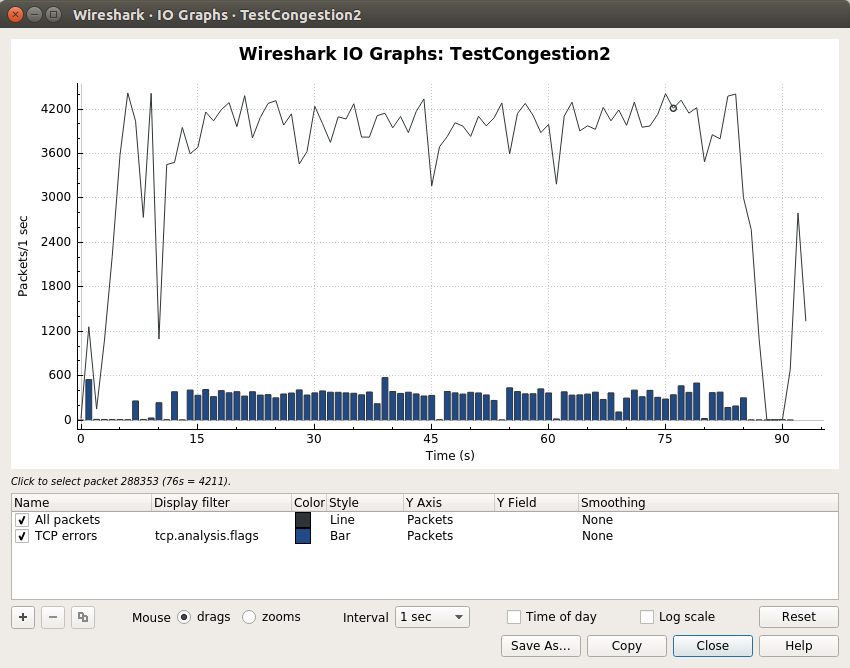 Wireshark · IO Graphs · TestCongestion2
Wireshark IO Graphs: TestCongestion2
Packets/1 sec
4200
3600
3000
2400
1800
1200
600
0
0 15 30 45 60 75 90
Time (s)
Click to select packet 288353 (76s = 4211).
Name Display filter Color Style Y Axis Y Field Smoothing
All packets Line Packets None
TCP errors tcp.analysis.flags Bar Packets None
Mouse drags zooms Interval 1 sec Time of day Log scale Reset
Save As... Copy Close Help